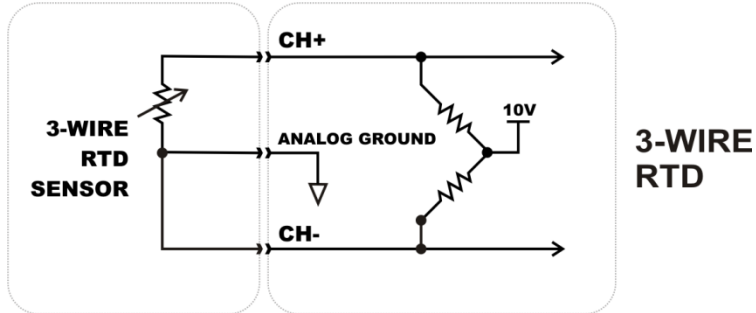 CH+
10V
3-WIRE
RTD
SENSOR
ANALOG GROUND
CH-
3-WIRE
RTD